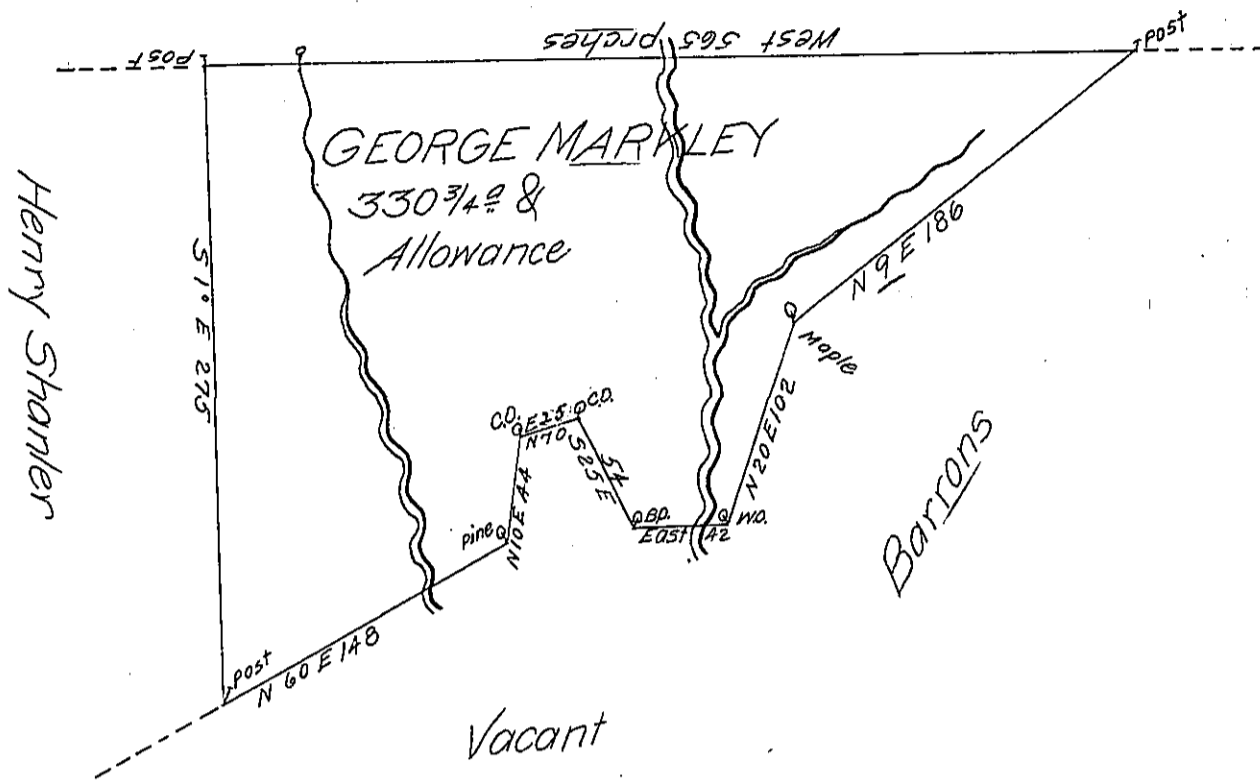 West 565 prches
Post
Post
GEORGE MARKLEY
330 3/4 a &
Allowance
Henry Shanler
S 1° E 275
N 9 E 186
Maple
N 20 E 102
C.O.
C.O.
N 70 E 25
S 25 E 54
B.O.
W.O.
East 42
pine
N 10 E 44
post
N 60 E 148
Barrons
Vacant